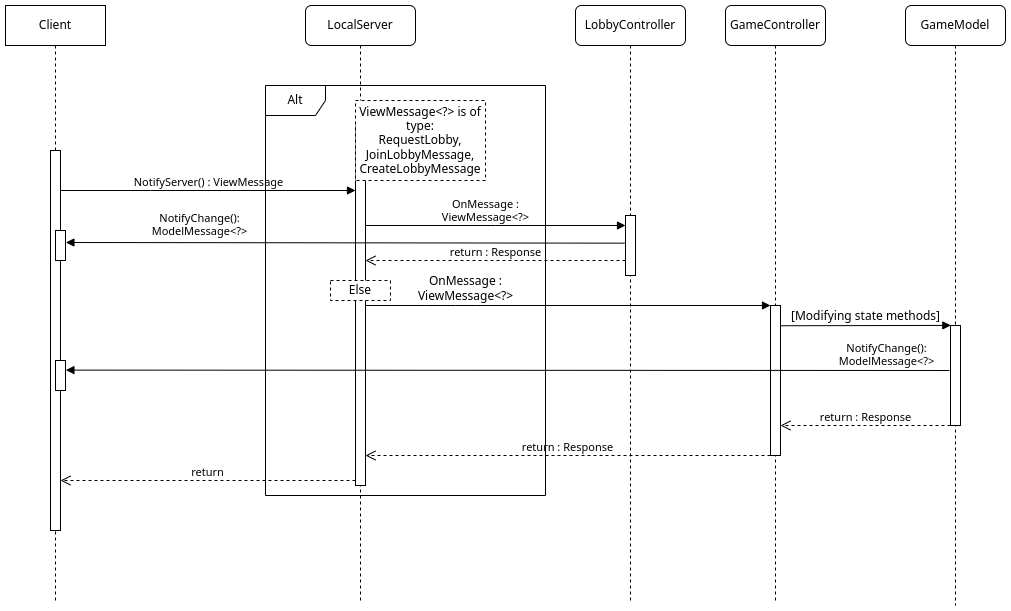 Client
LocalServer
LobbyController
GameController
GameModel
Alt
ViewMessage<?> is of
type:
RequestLobby,
JoinLobbyMessage,
CreateLobbyMessage
NotifyServer() : ViewMessage
OnMessage :
ViewMessage<?>
NotifyChange():
ModelMessage<?>
return : Response
Else
OnMessage :
ViewMessage<?>
[Modifying state methods]
NotifyChange():
ModelMessage<?>
return : Response
return : Response
return